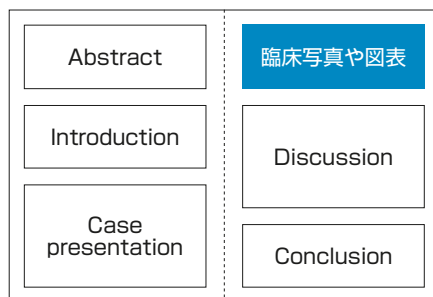 Abstract
Introduction
Case
presentation
臨床写真や図表
Discussion
Conclusion